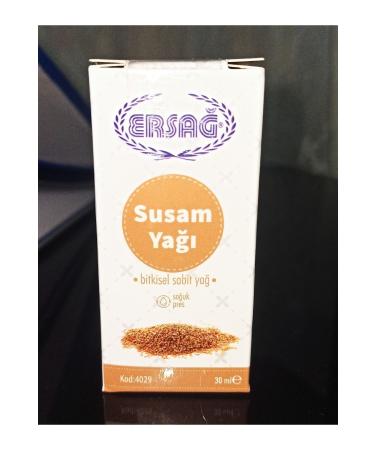 ERSAĞ®
Susam
Yağı
• bitkisel sabit yağ •
soğuk
pres
Kod:4029
30 ml ℮